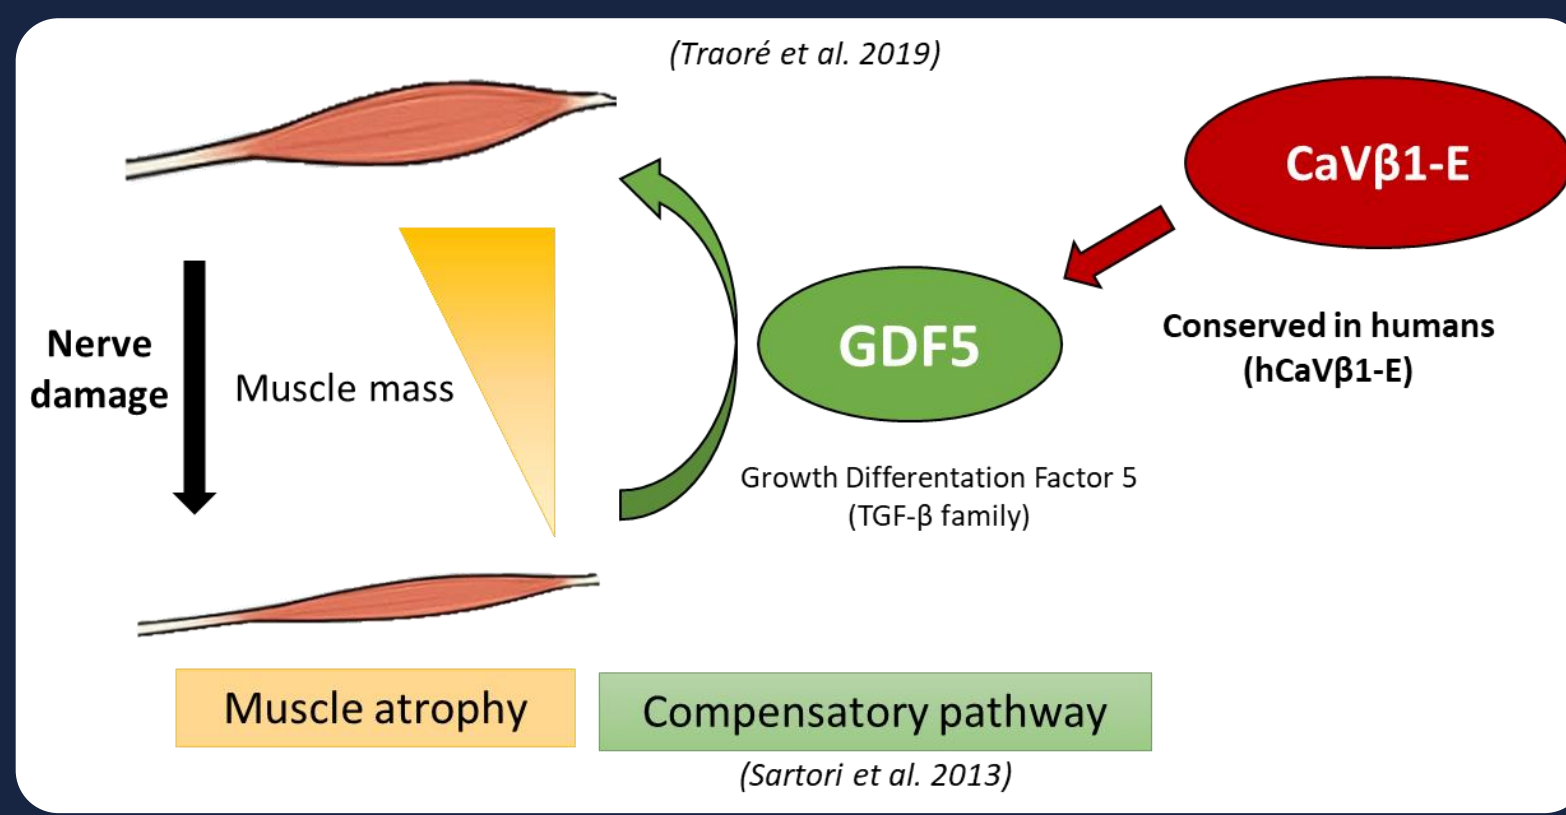 (Traoré et al. 2019)
CaVβ1-E
Nerve
damage
Muscle mass
GDF5
Conserved in humans
(hCaVβ1-E)
Growth Differentation Factor 5
(TGF-β family)
Muscle atrophy
Compensatory pathway
(Sartori et al. 2013)